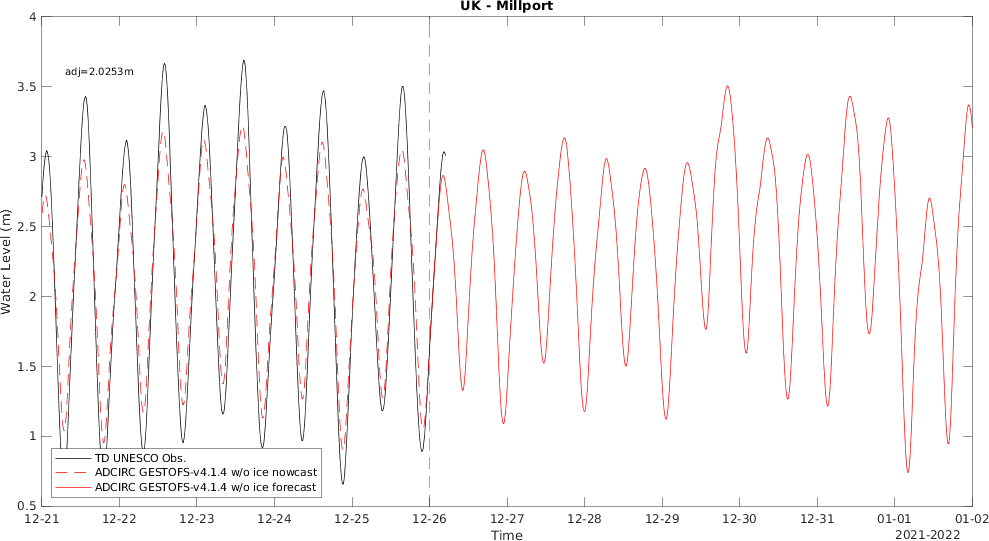 UK - Millport
4
adj=2.0253m
3.5
3
2.5
2
1.5
1
0.5
Water Level (m)
TD UNESCO Obs.
ADCIRC GESTOFS-v4.1.4 w/o ice nowcast
ADCIRC GESTOFS-v4.1.4 w/o ice forecast
12-21 12-22 12-23 12-24 12-25 12-26 12-27 12-28 12-29 12-30 12-31 01-01 01-02
Time
2021-2022